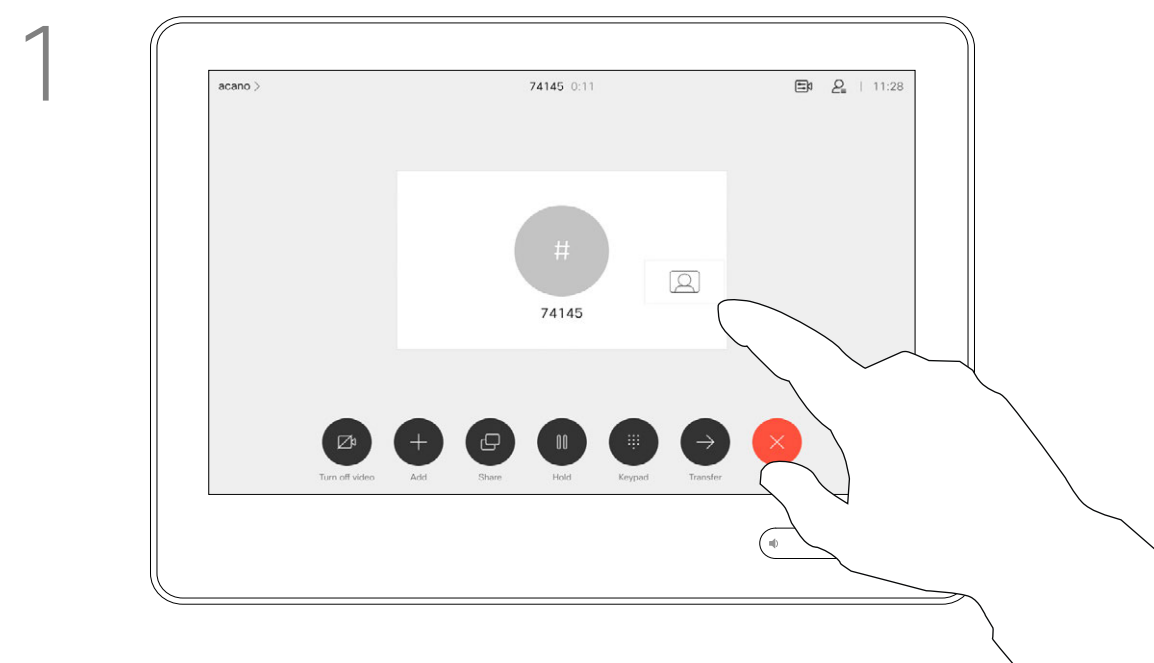 1
acano >
74145 0:11
11:28
#
74145
Turn off video Add Share Hold Keypad Transfer